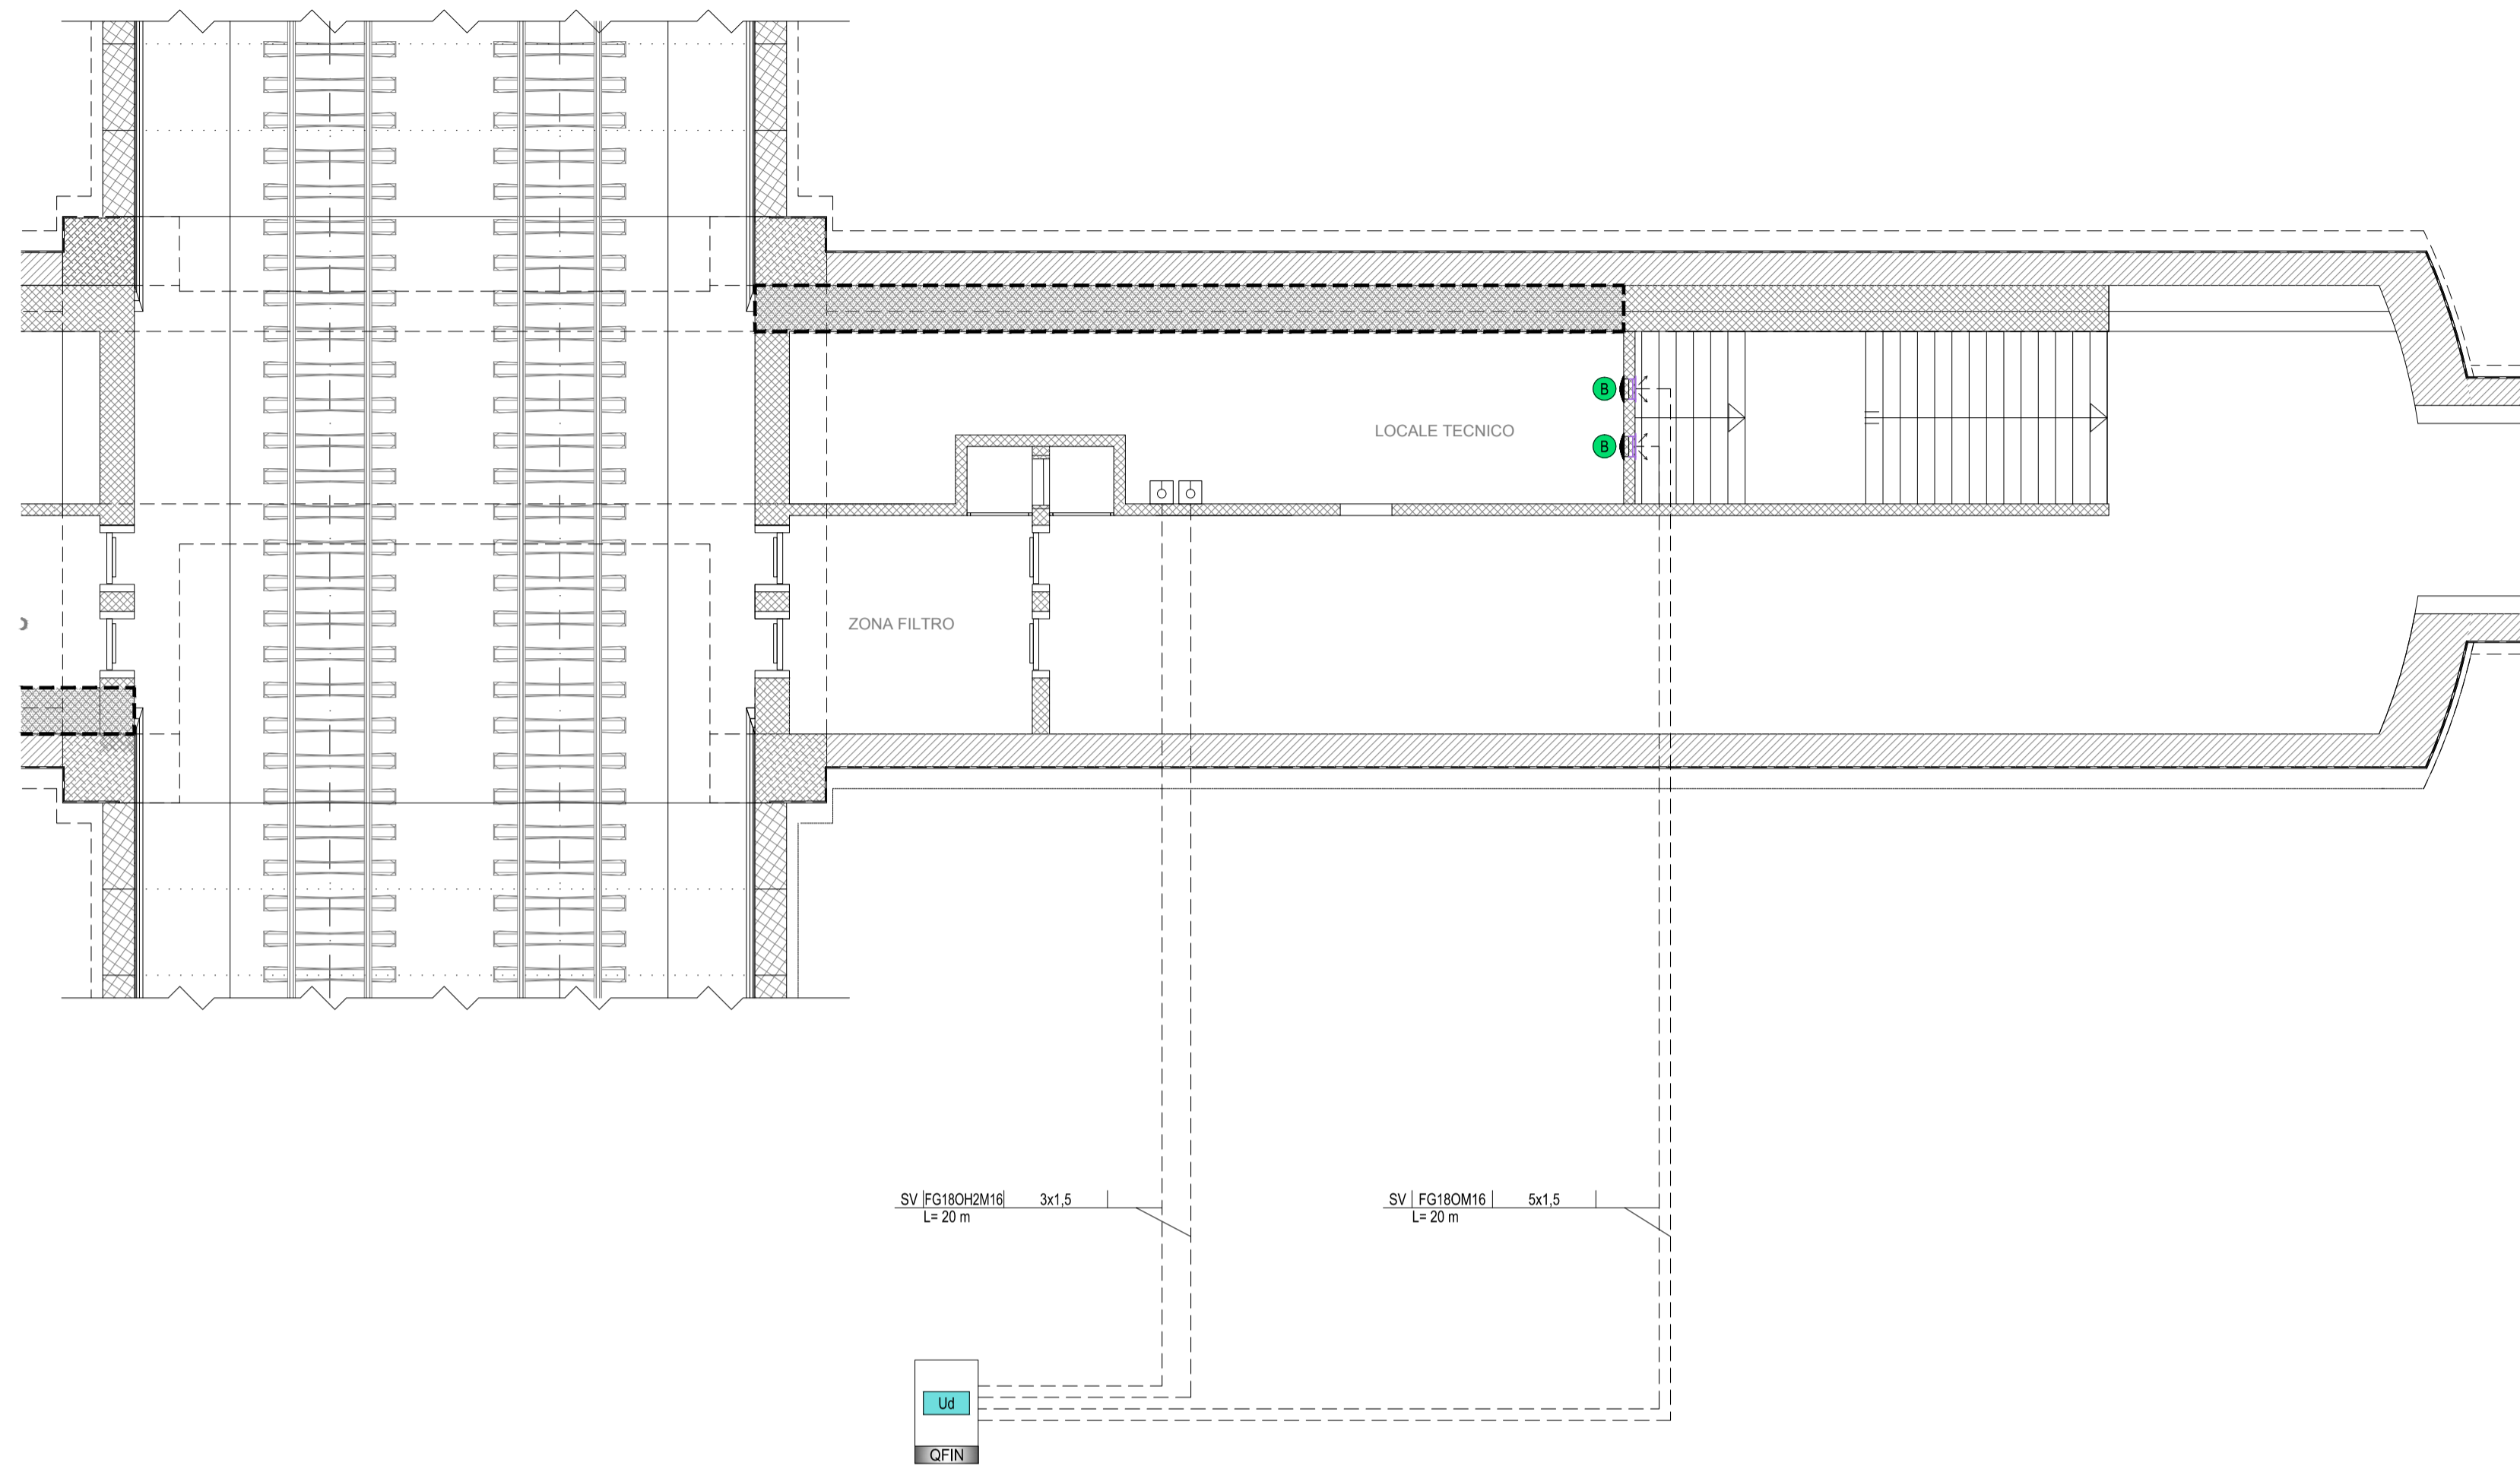 B
LOCALE TECNICO
B
ZONA FILTRO
SV FG18OH2M16 3x1,5
L= 20 m
SV FG18OM16 5x1,5
L= 20 m
Ud
QFIN